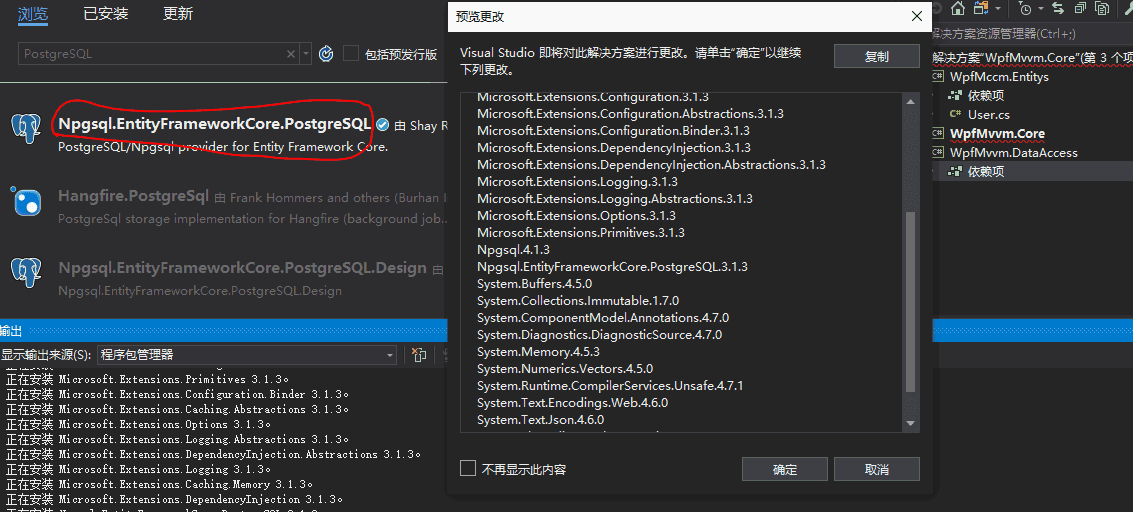 浏览
已安装
更新
PostgreSQL
包括预发行版
Npgsql.EntityFrameworkCore.PostgreSQL 由 Shay R
PostgreSQL/Npgsql provider for Entity Framework Core.
Hangfire.PostgreSql 由 Frank Hommers and others (Burhan I
PostgreSql storage implementation for Hangfire (background job...
Npgsql.EntityFrameworkCore.PostgreSQL.Design 由
Npgsql.EntityFrameworkCore.PostgreSQL.Design
输出
显示输出来源(S): 程序包管理器
正在安装 Microsoft.Extensions.Primitives 3.1.3。
正在安装 Microsoft.Extensions.Configuration.Binder 3.1.3。
正在安装 Microsoft.Extensions.Caching.Abstractions 3.1.3。
正在安装 Microsoft.Extensions.Options 3.1.3。
正在安装 Microsoft.Extensions.Logging.Abstractions 3.1.3。
正在安装 Microsoft.Extensions.DependencyInjection.Abstractions 3.1.3。
正在安装 Microsoft.Extensions.Logging 3.1.3。
正在安装 Microsoft.Extensions.Caching.Memory 3.1.3。
正在安装 Microsoft.Extensions.DependencyInjection 3.1.3。
预览更改
Visual Studio 即将对此解决方案进行更改。请单击“确定”以继续
下列更改。
复制
Microsoft.Extensions.Configuration.3.1.3
Microsoft.Extensions.Configuration.Abstractions.3.1.3
Microsoft.Extensions.Configuration.Binder.3.1.3
Microsoft.Extensions.DependencyInjection.3.1.3
Microsoft.Extensions.DependencyInjection.Abstractions.3.1.3
Microsoft.Extensions.Logging.3.1.3
Microsoft.Extensions.Logging.Abstractions.3.1.3
Microsoft.Extensions.Options.3.1.3
Microsoft.Extensions.Primitives.3.1.3
Npgsql.4.1.3
Npgsql.EntityFrameworkCore.PostgreSQL.3.1.3
System.Buffers.4.5.0
System.Collections.Immutable.1.7.0
System.ComponentModel.Annotations.4.7.0
System.Diagnostics.DiagnosticSource.4.7.0
System.Memory.4.5.3
System.Numerics.Vectors.4.5.0
System.Runtime.CompilerServices.Unsafe.4.7.1
System.Text.Encodings.Web.4.6.0
System.Text.Json.4.6.0
不再显示此内容
确定
取消
解决方案资源管理器(Ctrl+;)
解决方案“WpfMvvm.Core”(第 3 个项
C# WpfMccm.Entitys
依赖项
C# User.cs
C# WpfMvvm.Core
C# WpfMvvm.DataAccess
依赖项